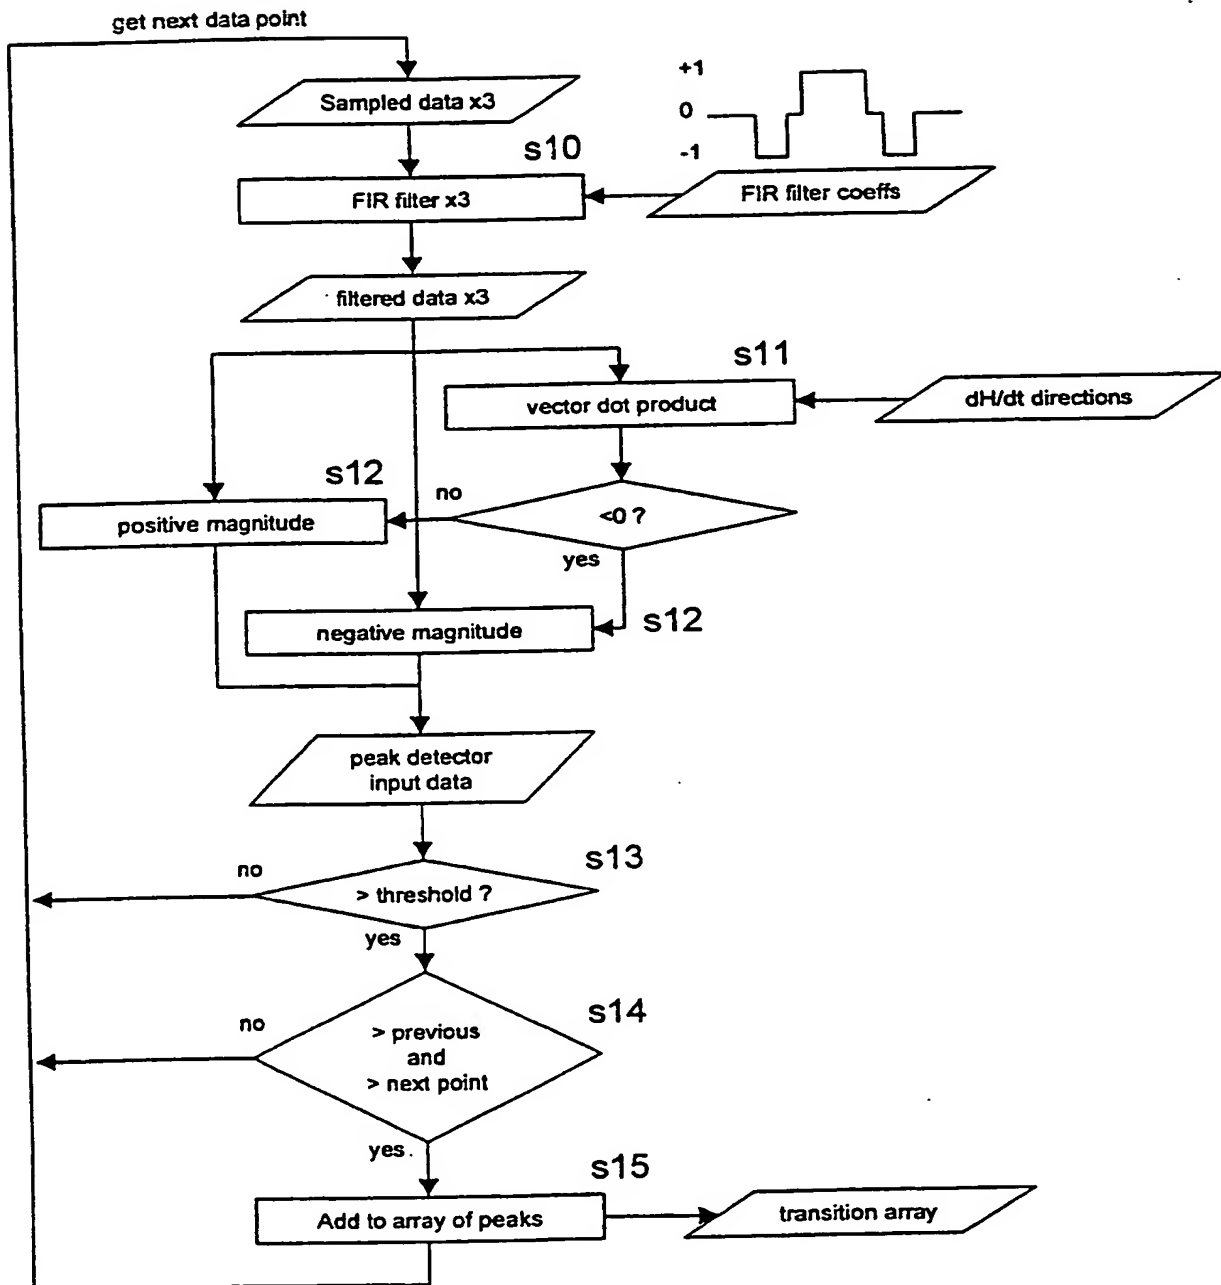 get next data point
+1
Sampled data x3
0
s10
-1
FIR filter x3
FIR filter coeffs
filtered data x3
s11
vector dot product
dH/dt directions
s12
no
positive magnitude
<0 ?
yes
negative magnitude
s12
peak detector
input data
s13
no
> threshold ?
yes
s14
no
> previous
and
> next point
yes
s15
Add to array of peaks
transition array